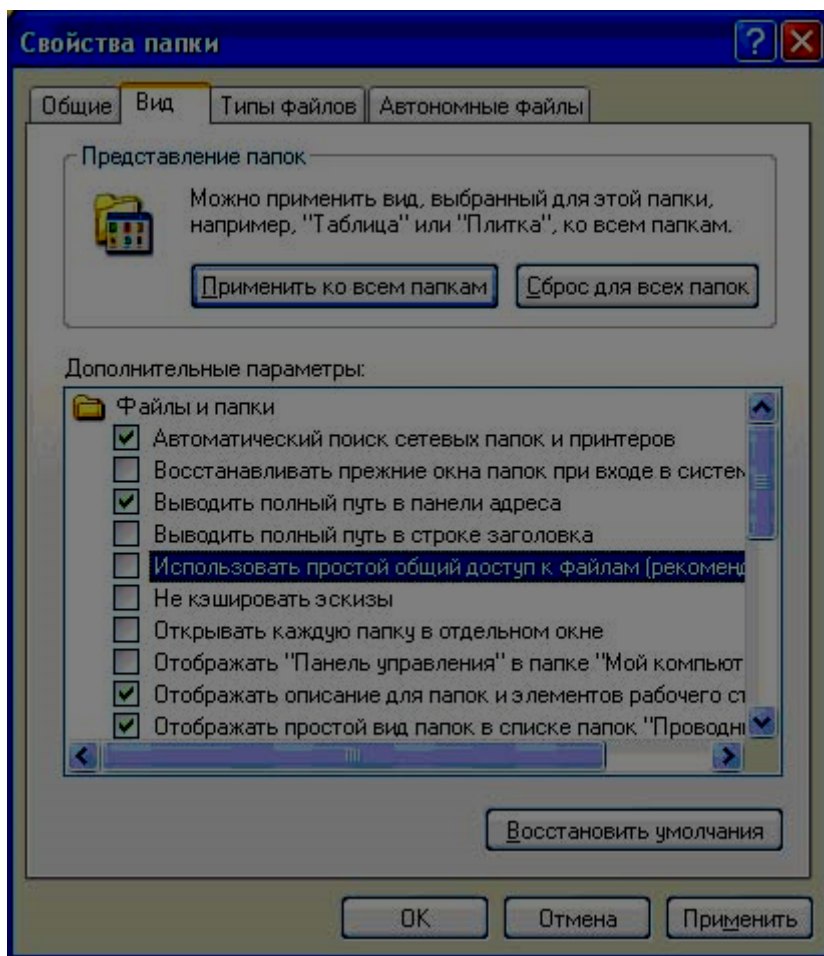 Свойства папки
Общие Вид Типы файлов Автономные файлы
Представление папок
Можно применить вид, выбранный для этой папки,
например, "Таблица" или "Плитка", ко всем папкам.
Применить ко всем папкам Сброс для всех папок
Дополнительные параметры:
Файлы и папки
Автоматический поиск сетевых папок и принтеров
Восстанавливать прежние окна папок при входе в систем
Выводить полный путь в панели адреса
Выводить полный путь в строке заголовка
Использовать простой общий доступ к файлам (рекоменд
Не кэшировать эскизы
Открывать каждую папку в отдельном окне
Отображать "Панель управления" в папке "Мой компьют
Отображать описание для папок и элементов рабочего ст
Отображать простой вид папок в списке папок "Проводни
Восстановить умолчания
OK Отмена Применить